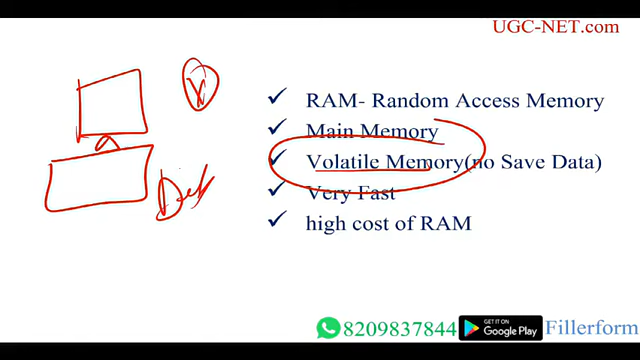 UGC-NET.com
RAM- Random Access Memory
Main Memory
Volatile Memory(no Save Data)
Very Fast
high cost of RAM
8209837844
GET IT ON
Google Play
Fillerform